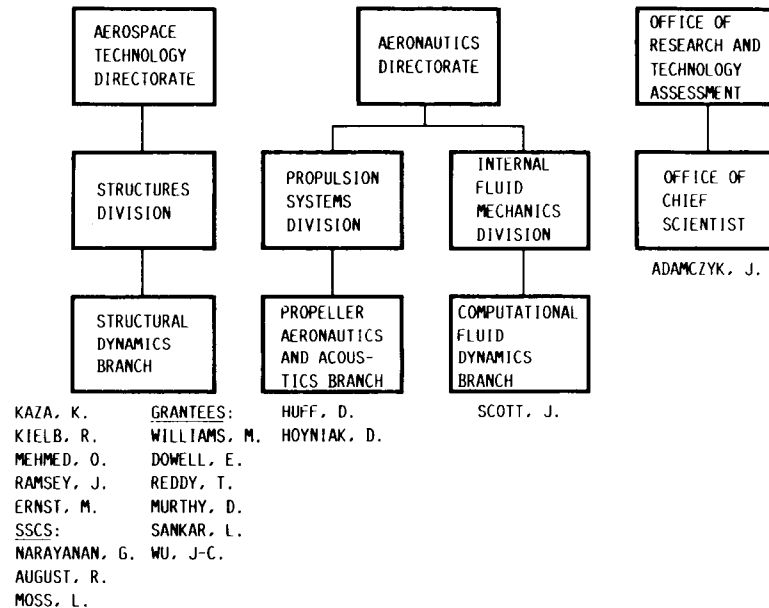 AEROSPACE
TECHNOLOGY
DIRECTORATE
AERONAUTICS
DIRECTORATE
OFFICE OF
RESEARCH AND
TECHNOLOGY
ASSESSMENT
STRUCTURES
DIVISION
PROPULSION
SYSTEMS
DIVISION
INTERNAL
FLUID
MECHANICS
DIVISION
OFFICE OF
CHIEF
SCIENTIST
ADAMCZYK, J.
STRUCTURAL
DYNAMICS
BRANCH
PROPELLER
AERONAUTICS
AND ACOUS-
TICS BRANCH
COMPUTATIONAL
FLUID
DYNAMICS
BRANCH
KAZA, K.
KIELB, R.
MEHMED, O.
RAMSEY, J.
ERNST, M.
SSCS:
NARAYANAN, G.
AUGUST, R.
MOSS, L.
GRANTEES:
WILLIAMS, M.
DOWELL, E.
REDDY, T.
MURTHY, D.
SANKAR, L.
WU, J-C.
HUFF, D.
HOYNIAK, D.
SCOTT, J.